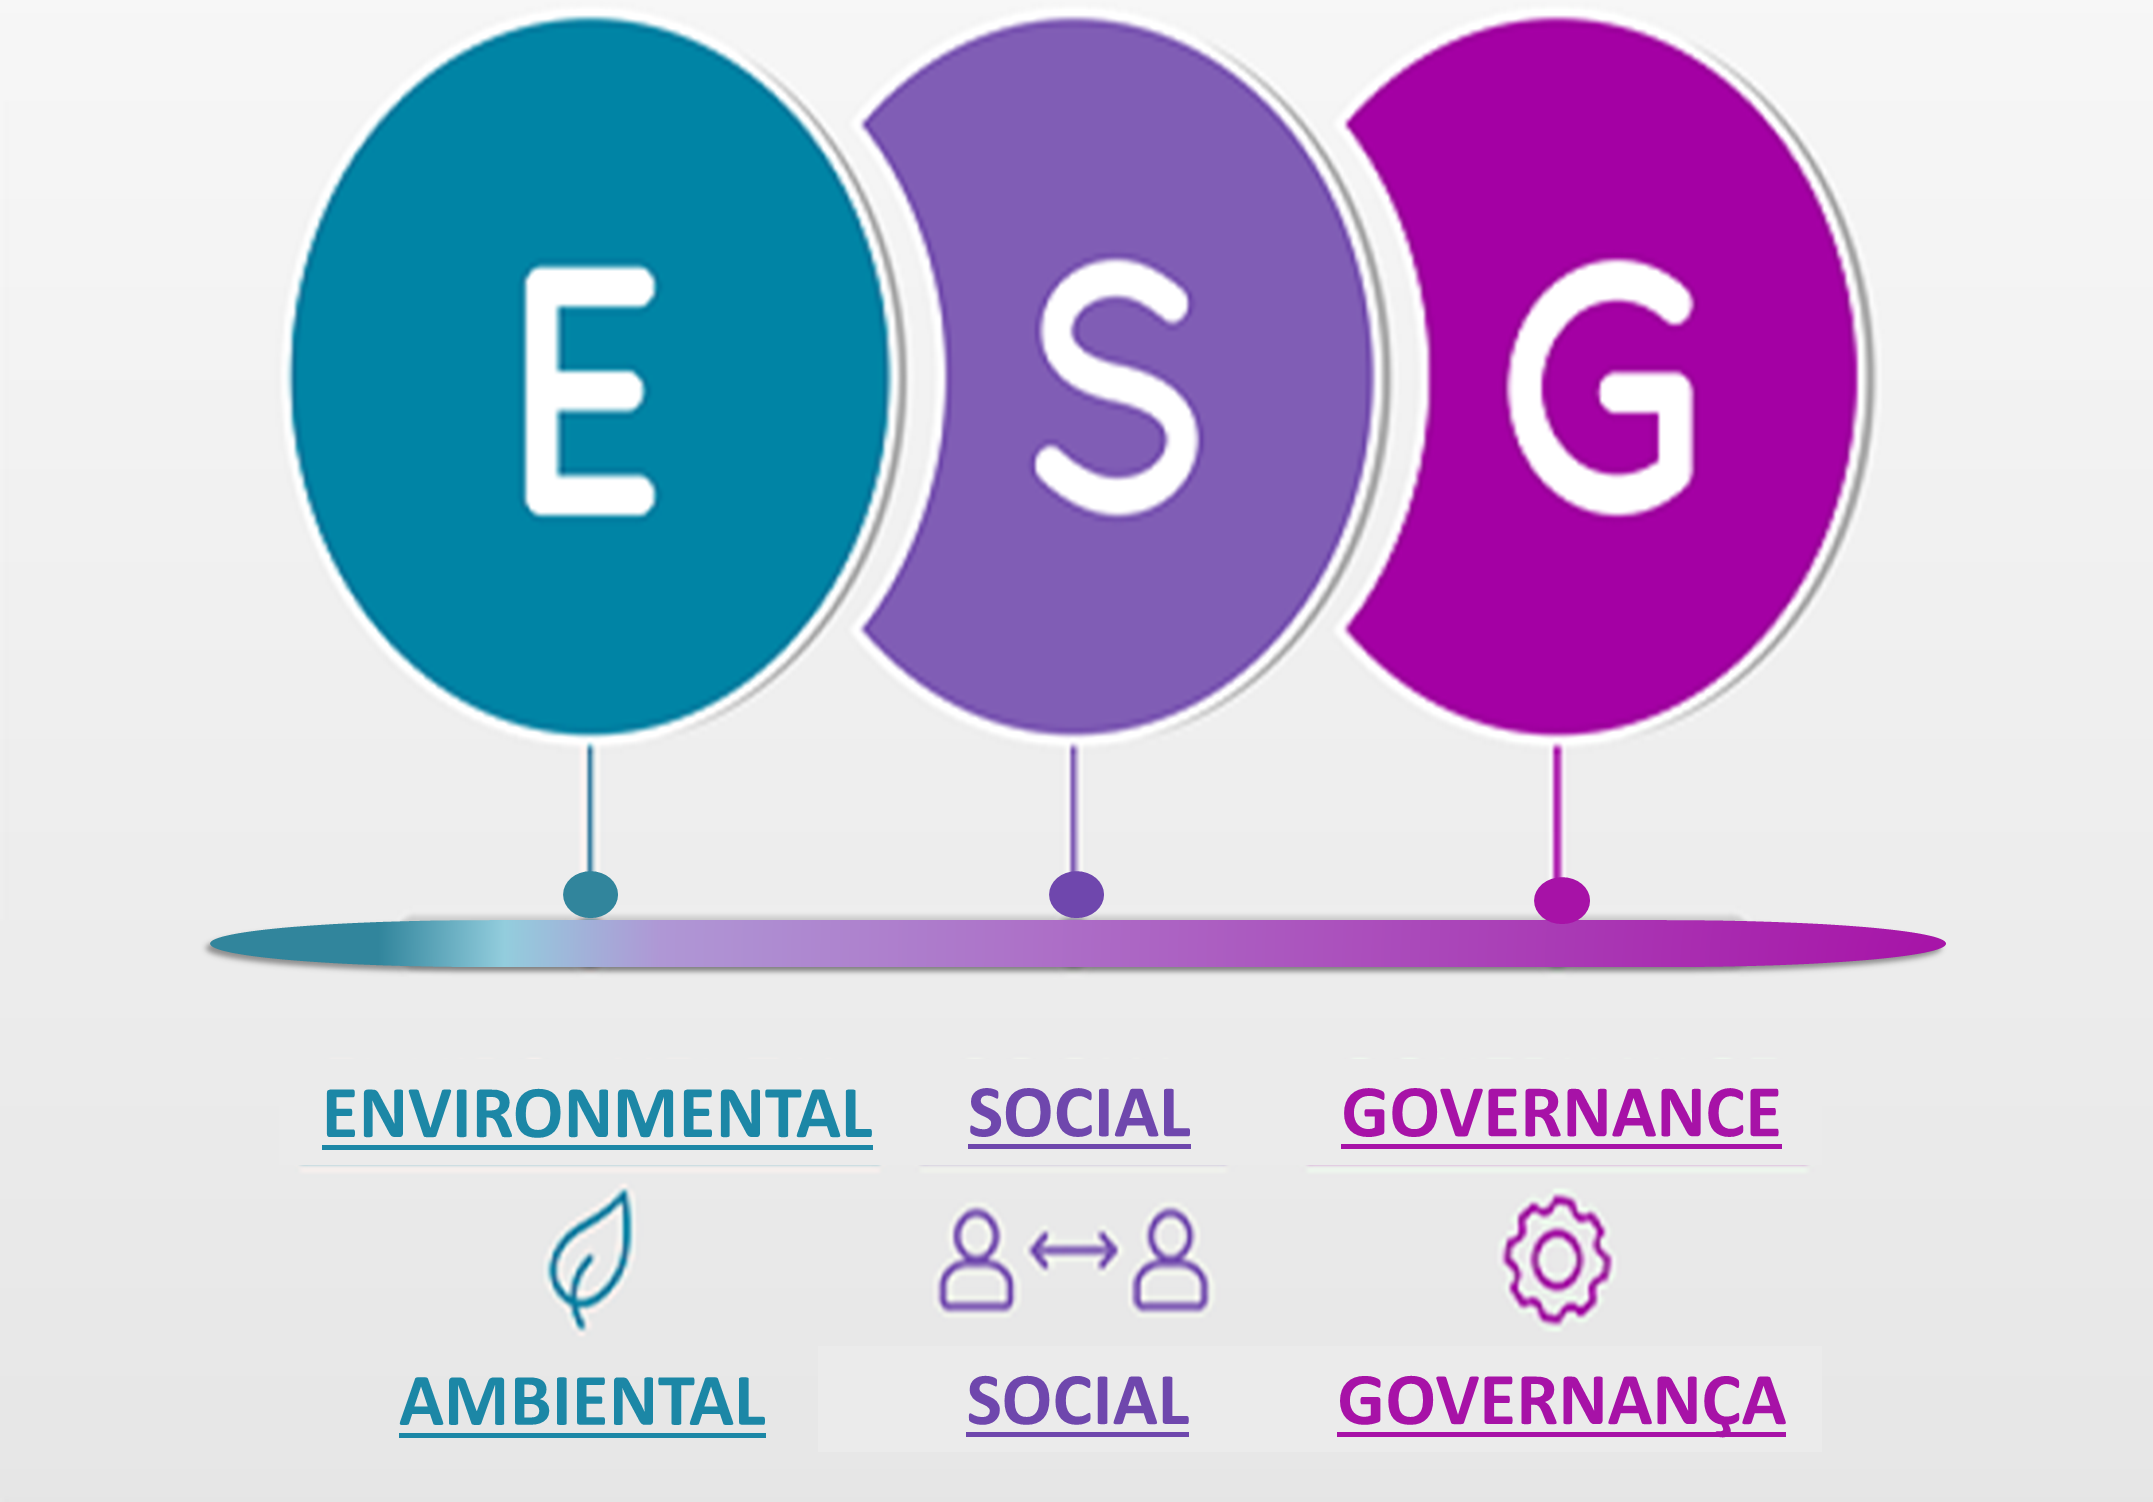 E S G
ENVIRONMENTAL SOCIAL GOVERNANCE
AMBIENTAL SOCIAL GOVERNANÇA